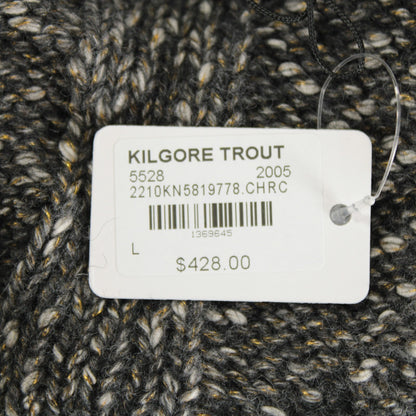 KILGORE TROUT
5528 2005
2210KN5819778.CHRC
1369645
L
$428.00